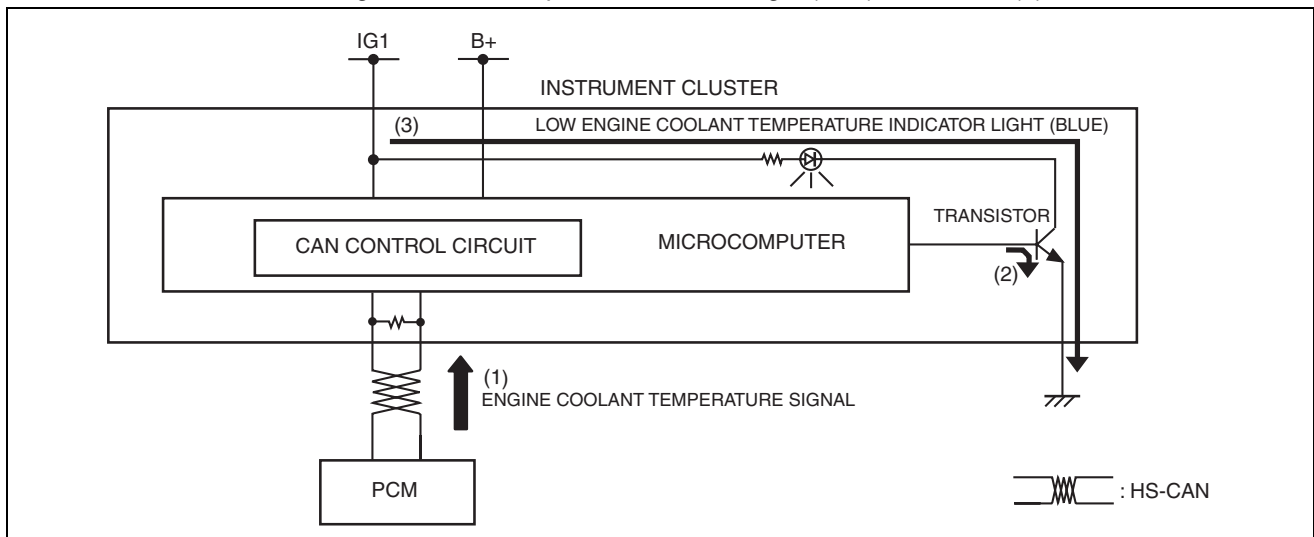 IG1
B+
INSTRUMENT CLUSTER
(3)
LOW ENGINE COOLANT TEMPERATURE INDICATOR LIGHT (BLUE)
TRANSISTOR
CAN CONTROL CIRCUIT
MICROCOMPUTER
(2)
(1)
ENGINE COOLANT TEMPERATURE SIGNAL
PCM
: HS-CAN